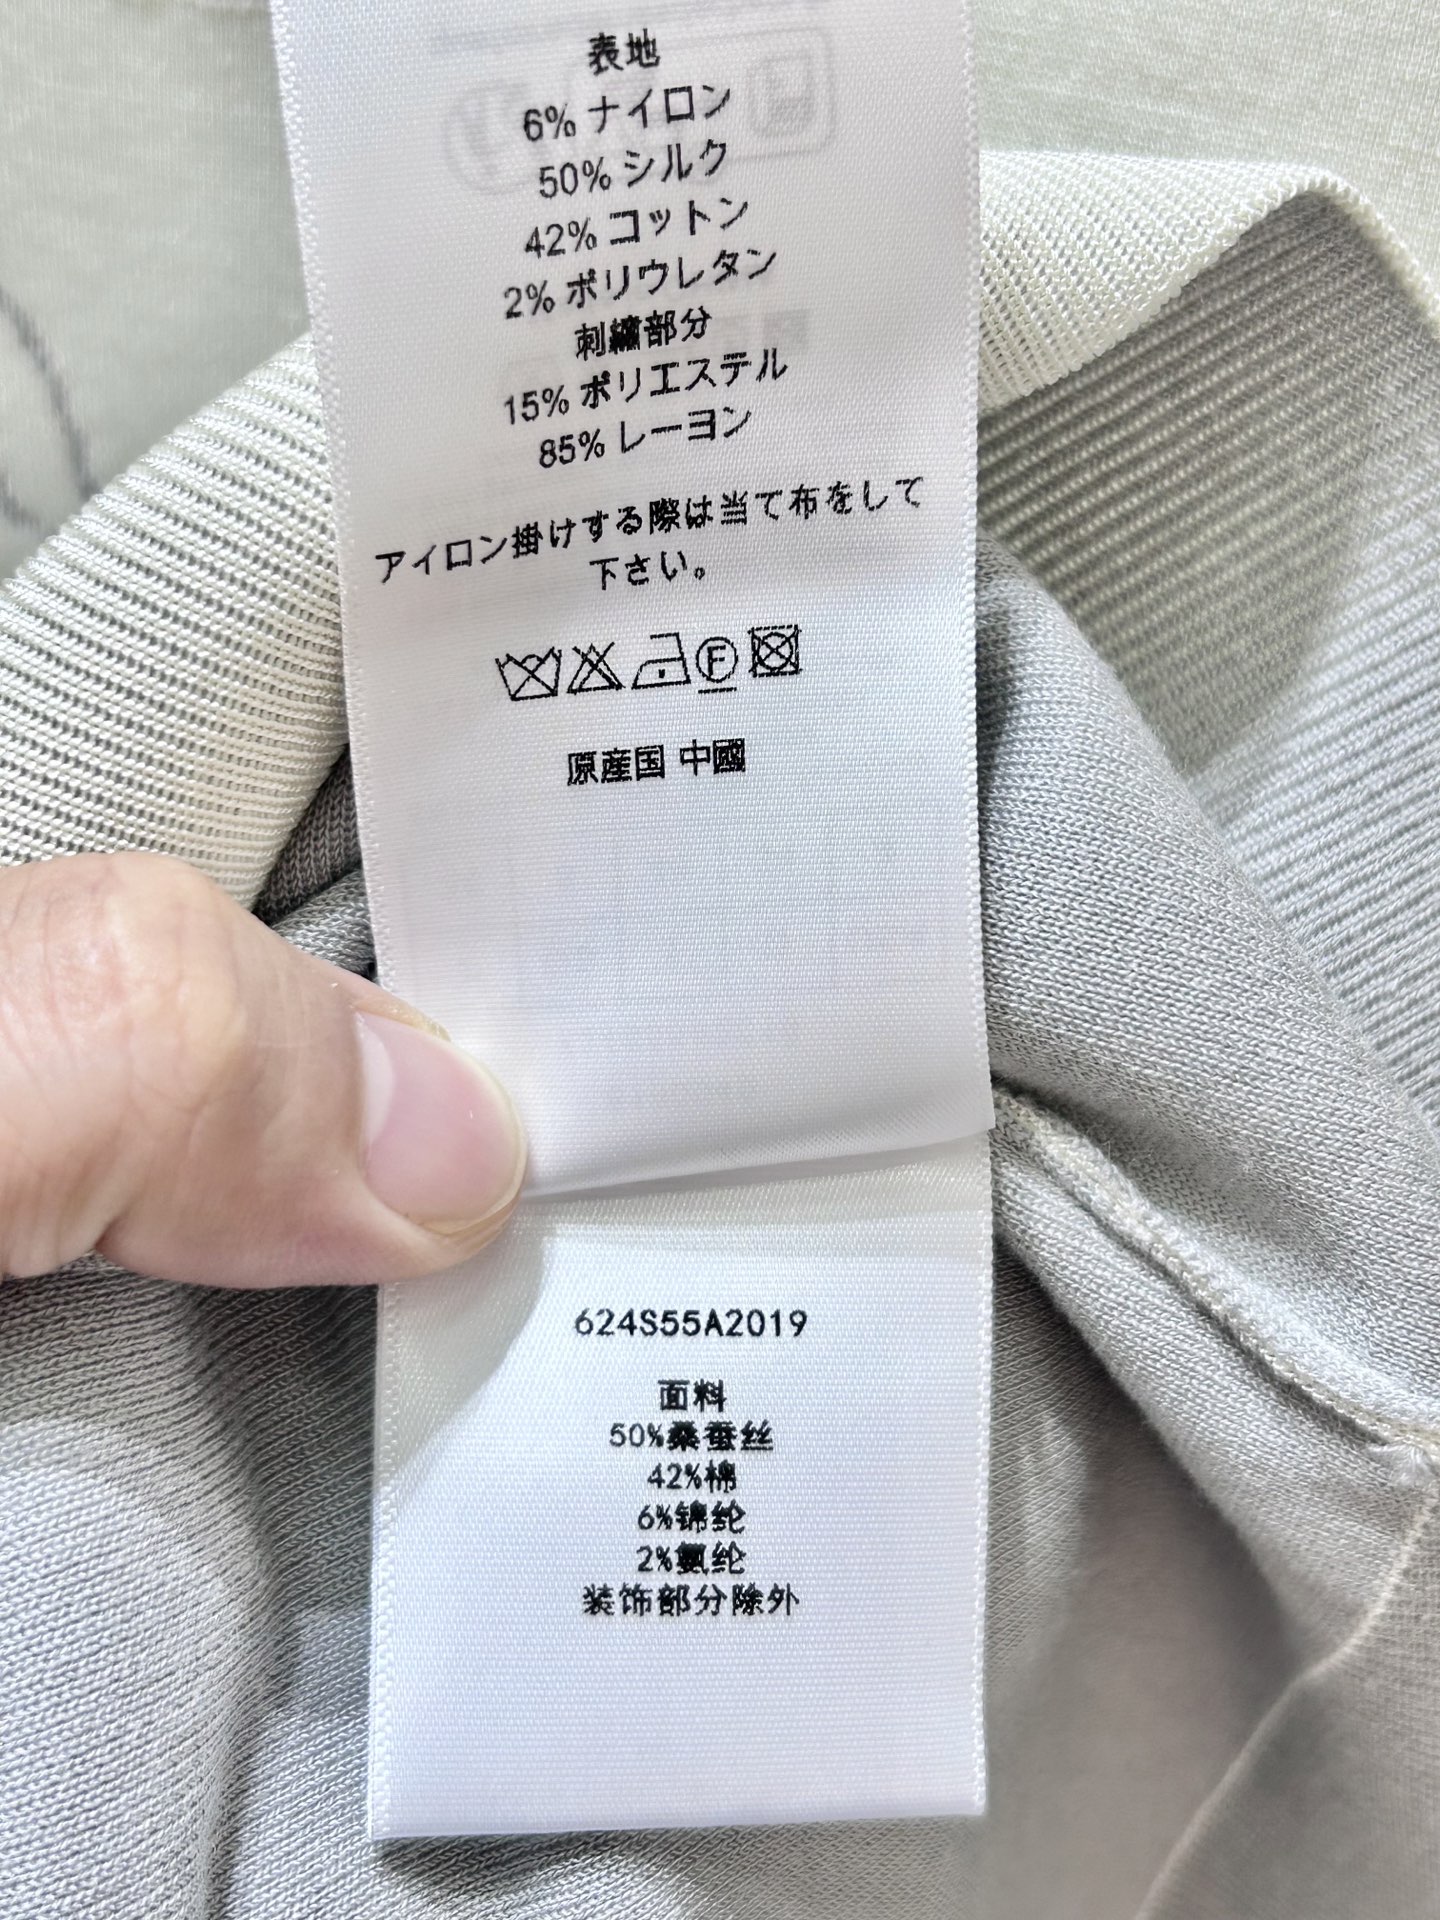 表地
6% ナイロン
50% シルク
42% コットン
2% ポリウレタン
刺繍部分
15% ポリエステル
85% レーヨン
アイロン掛けする際は当て布をして
下さい。
F
原産国 中國
624S55A2019
面料
50%桑蚕丝
42%棉
6%锦纶
2%氨纶
装饰部分除外